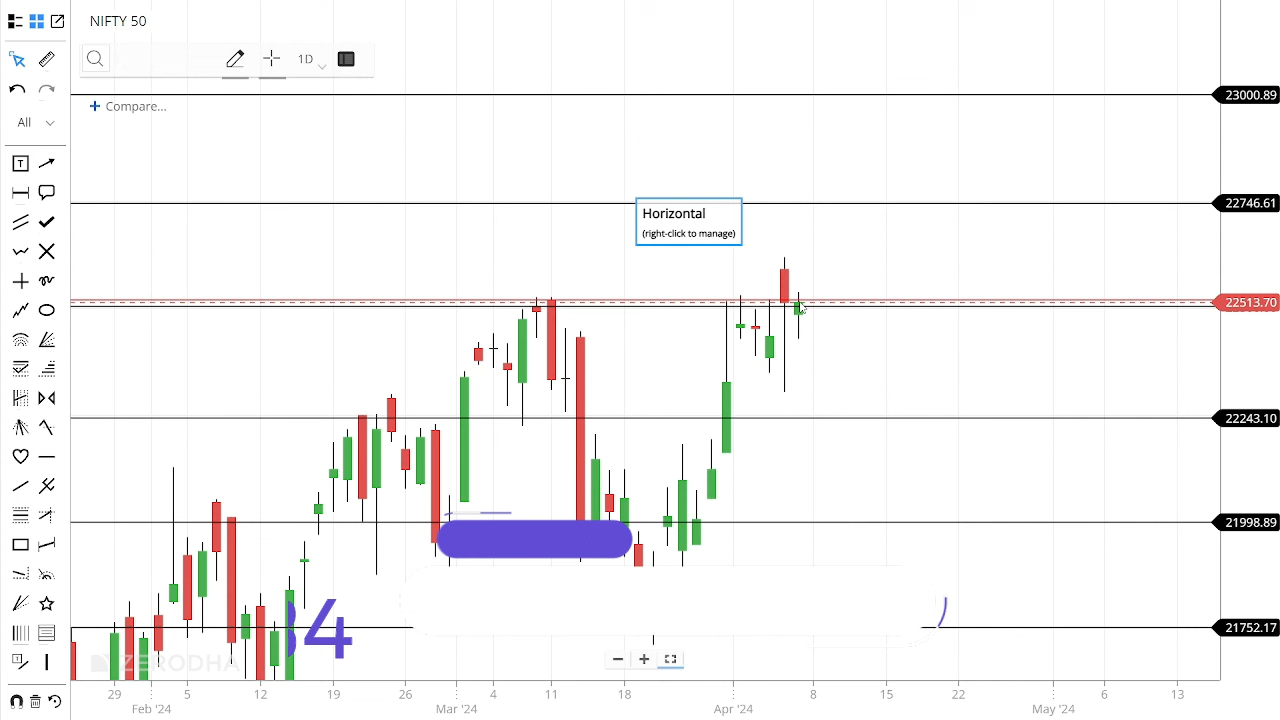 NIFTY 50
1D
Compare...
All
T
Horizontal
(right-click to manage)
23000.89
22746.61
22513.70
22243.10
21998.89
21752.17
34
ZERODHA
29 5 12 19 26 4 11 18 8 15 22 6 13
Feb '24 Mar '24 Apr '24 May '24